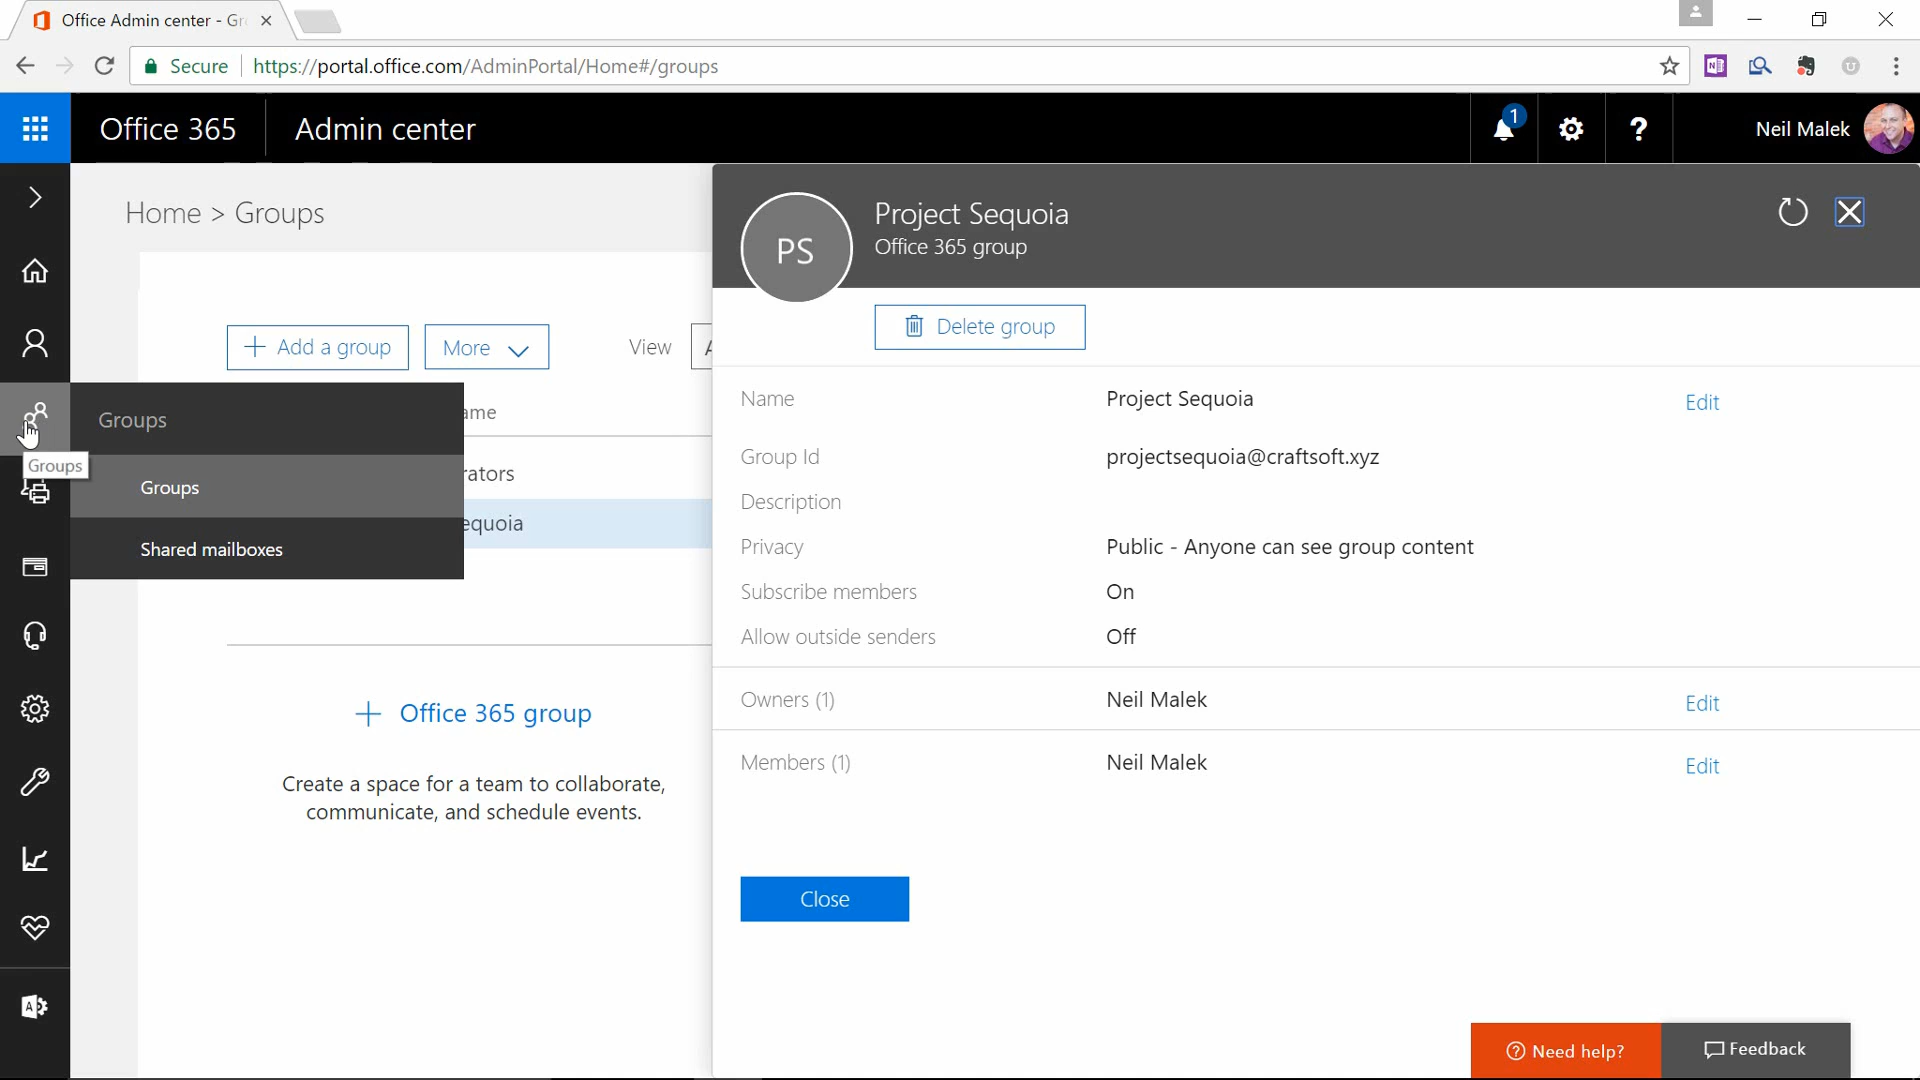 Office Admin center - Gr
Secure
https://portal.office.com/AdminPortal/Home#/groups
Office 365
Admin center
1
?
Neil Malek
Home > Groups
PS
Project Sequoia
Office 365 group
Delete group
+ Add a group
More
View
Name
Project Sequoia
Edit
Groups
ame
Group Id
projectsequoia@craftsoft.xyz
Groups
rators
Groups
Description
equoia
Privacy
Public - Anyone can see group content
Shared mailboxes
Subscribe members
On
Allow outside senders
Off
Owners (1)
Neil Malek
Edit
+ Office 365 group
Members (1)
Neil Malek
Edit
Create a space for a team to collaborate,
communicate, and schedule events.
Close
Need help?
Feedback